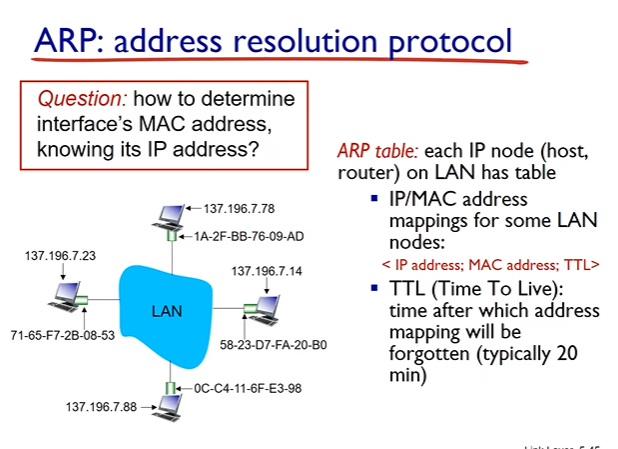 ARP: address resolution protocol
Question: how to determine
interface's MAC address,
knowing its IP address?
ARP table: each IP node (host,
router) on LAN has table
▪ IP/MAC address
mappings for some LAN
nodes:
< IP address; MAC address; TTL>
▪ TTL (Time To Live):
time after which address
mapping will be
forgotten (typically 20
min)
137.196.7.78
1A-2F-BB-76-09-AD
137.196.7.23
137.196.7.14
LAN
71-65-F7-2B-08-53
58-23-D7-FA-20-B0
0C-C4-11-6F-E3-98
137.196.7.88